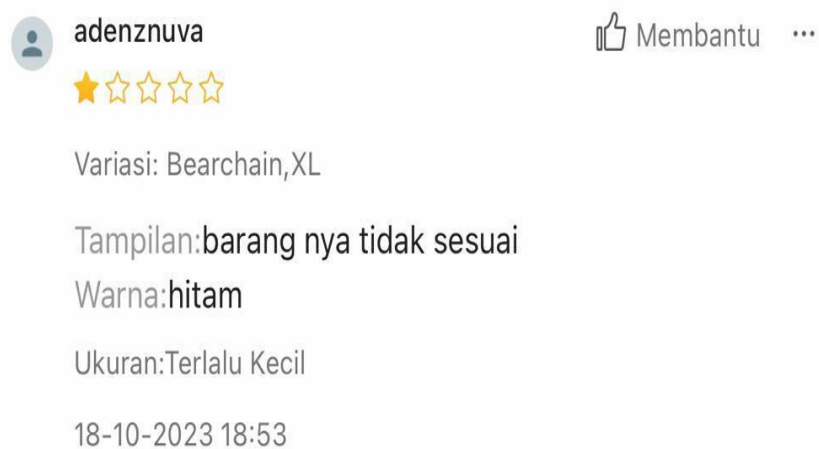 adenznuva
Membantu
Variasi: Bearchain,XL
Tampilan:barang nya tidak sesuai
Warna:hitam
Ukuran:Terlalu Kecil
18-10-2023 18:53